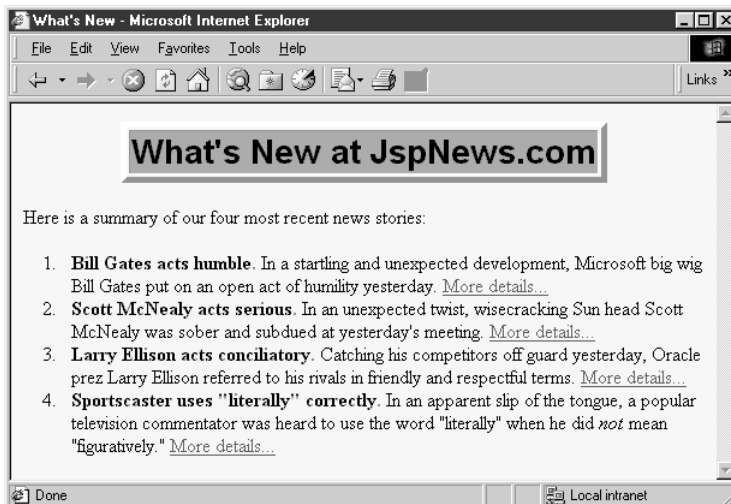 What's New - Microsoft Internet Explorer
File Edit View Favorites Tools Help
Links »
What's New at JspNews.com
Here is a summary of our four most recent news stories:
1. Bill Gates acts humble. In a startling and unexpected development, Microsoft big wig
Bill Gates put on an open act of humility yesterday. More details...
2. Scott McNealy acts serious. In an unexpected twist, wisecracking Sun head Scott
McNealy was sober and subdued at yesterday's meeting. More details...
3. Larry Ellison acts conciliatory. Catching his competitors off guard yesterday, Oracle
prez Larry Ellison referred to his rivals in friendly and respectful terms. More details...
4. Sportscaster uses "literally" correctly. In an apparent slip of the tongue, a popular
television commentator was heard to use the word "literally" when he did not mean
"figuratively." More details...
Done
Local intranet